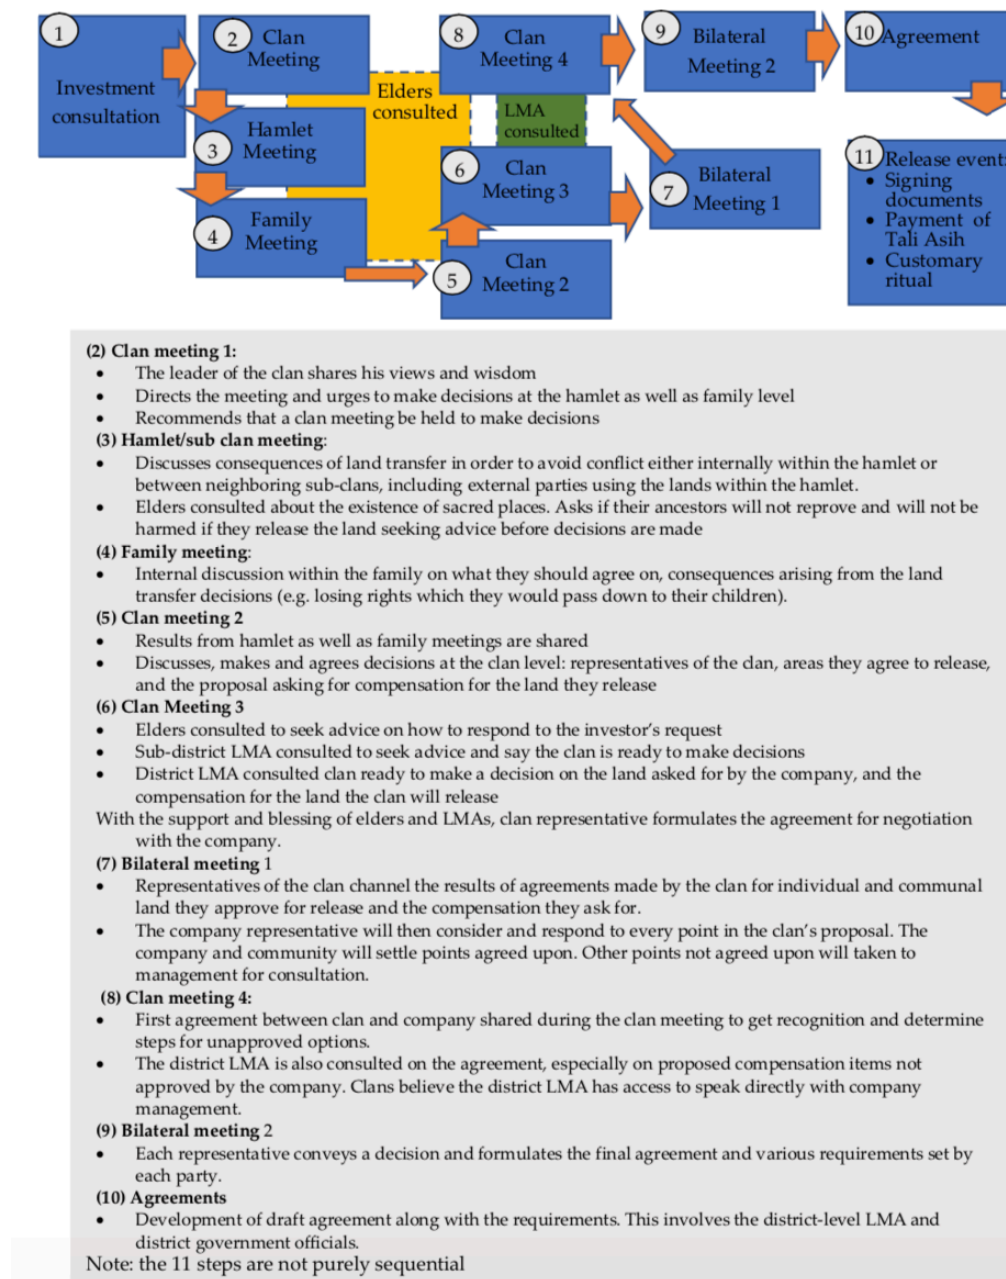 1
Investment
consultation
2
Clan
Meeting
3
Hamlet
Meeting
4
Family
Meeting
Elders
consulted
5
Clan
Meeting 2
6
Clan
Meeting 3
LMA
consulted
7
Bilateral
Meeting 1
8
Clan
Meeting 4
9
Bilateral
Meeting 2
10
Agreement
11
Release event:
• Signing
documents
• Payment of
Tali Asih
• Customary
ritual
(2) Clan meeting 1:
• The leader of the clan shares his views and wisdom
• Directs the meeting and urges to make decisions at the hamlet as well as family level
• Recommends that a clan meeting be held to make decisions
(3) Hamlet/sub clan meeting:
• Discusses consequences of land transfer in order to avoid conflict either internally within the hamlet or
between neighboring sub-clans, including external parties using the lands within the hamlet.
• Elders consulted about the existence of sacred places. Asks if their ancestors will not reprove and will not be
harmed if they release the land seeking advice before decisions are made
(4) Family meeting:
• Internal discussion within the family on what they should agree on, consequences arising from the land
transfer decisions (e.g. losing rights which they would pass down to their children).
(5) Clan meeting 2
• Results from hamlet as well as family meetings are shared
• Discusses, makes and agrees decisions at the clan level: representatives of the clan, areas they agree to release,
and the proposal asking for compensation for the land they release
(6) Clan Meeting 3
• Elders consulted to seek advice on how to respond to the investor's request
• Sub-district LMA consulted to seek advice and say the clan is ready to make decisions
• District LMA consulted clan ready to make a decision on the land asked for by the company, and the
compensation for the land the clan will release
With the support and blessing of elders and LMAs, clan representative formulates the agreement for negotiation
with the company.
(7) Bilateral meeting 1
• Representatives of the clan channel the results of agreements made by the clan for individual and communal
land they approve for release and the compensation they ask for.
• The company representative will then consider and respond to every point in the clan's proposal. The
company and community will settle points agreed upon. Other points not agreed upon will taken to
management for consultation.
(8) Clan meeting 4:
• First agreement between clan and company shared during the clan meeting to get recognition and determine
steps for unapproved options.
• The district LMA is also consulted on the agreement, especially on proposed compensation items not
approved by the company. Clans believe the district LMA has access to speak directly with company
management.
(9) Bilateral meeting 2
• Each representative conveys a decision and formulates the final agreement and various requirements set by
each party.
(10) Agreements
• Development of draft agreement along with the requirements. This involves the district-level LMA and
district government officials.
Note: the 11 steps are not purely sequential